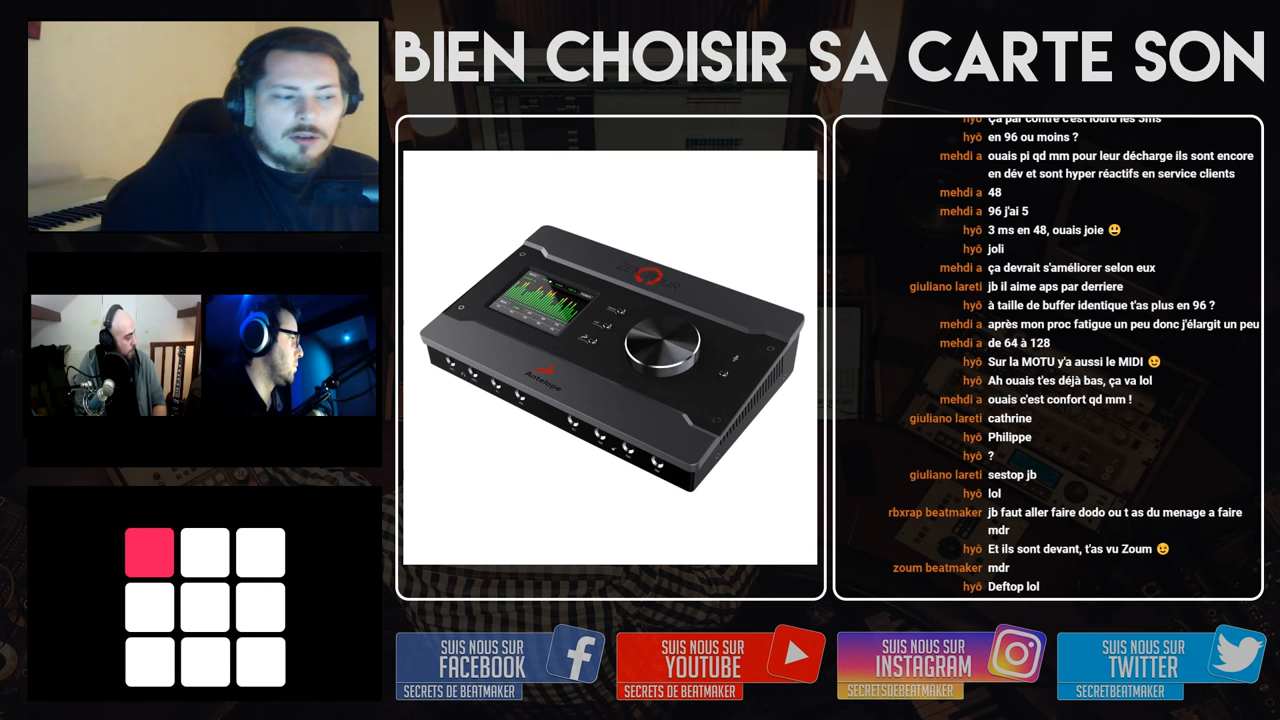 BIEN CHOISIR SA CARTE SON
hyō Ça par contre c'est lourd les 3ms
hyō en 96 ou moins ?
mehdi a ouais pi qd mm pour leur décharge ils sont encore
en dév et sont hyper réactifs en service clients
mehdi a 48
mehdi a 96 j'ai 5
hyō 3 ms en 48, ouais joie 😃
hyō joli
mehdi a ça devrait s'améliorer selon eux
giuliano lareti jb il aime aps par derriere
hyō à taille de buffer identique t'as plus en 96 ?
mehdi a après mon proc fatigue un peu donc j'élargit un peu
mehdi a de 64 à 128
hyō Sur la MOTU y'a aussi le MIDI 😉
hyō Ah ouais t'es déjà bas, ça va lol
mehdi a ouais c'est confort qd mm !
giuliano lareti cathrine
hyō Philippe
hyō ?
giuliano lareti sestop jb
hyō lol
rbxrap beatmaker jb faut aller faire dodo ou t as du menage a faire
mdr
hyō Et ils sont devant, t'as vu Zoum 😉
zoum beatmaker mdr
hyō Deftop lol
Antelope
SUIS NOUS SUR
FACEBOOK
SECRETS DE BEATMAKER
SUIS NOUS SUR
YOUTUBE
SECRETS DE BEATMAKER
SUIS NOUS SUR
INSTAGRAM
SECRETSDEBEATMAKER
SUIS NOUS SUR
TWITTER
SECRETBEATMAKER